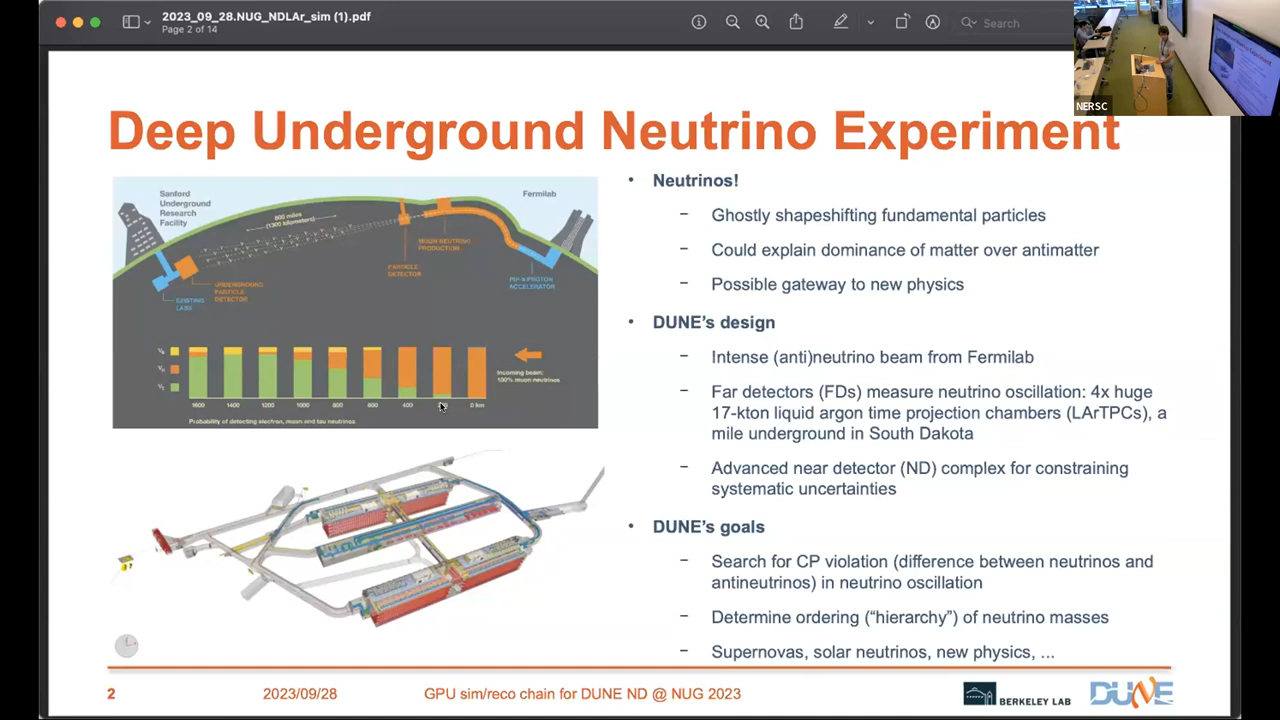 2023_09_28.NUG_NDLAr_sim (1).pdf
Page 2 of 14
Search
NERSC
Deep Underground Neutrino Experiment
Sanford
Underground
Research
Facility
Fermilab
800 miles
(1300 kilometers)
MUON NEUTRINO
PRODUCTION
PARTICLE
DETECTOR
UNDERGROUND
PARTICLE
DETECTOR
EXISTING
LABS
PROTON
ACCELERATOR
Incoming beam:
100% muon neutrinos
1600 1400 1200 1000 800 600 400 0 km
Probability of detecting electron, muon and tau neutrinos
• Neutrinos!
– Ghostly shapeshifting fundamental particles
– Could explain dominance of matter over antimatter
– Possible gateway to new physics
• DUNE's design
– Intense (anti)neutrino beam from Fermilab
– Far detectors (FDs) measure neutrino oscillation: 4x huge
17-kton liquid argon time projection chambers (LArTPCs), a
mile underground in South Dakota
– Advanced near detector (ND) complex for constraining
systematic uncertainties
• DUNE's goals
– Search for CP violation (difference between neutrinos and
antineutrinos) in neutrino oscillation
– Determine ordering (“hierarchy”) of neutrino masses
– Supernovas, solar neutrinos, new physics, ...
2
2023/09/28
GPU sim/reco chain for DUNE ND @ NUG 2023
BERKELEY LAB
DUNE